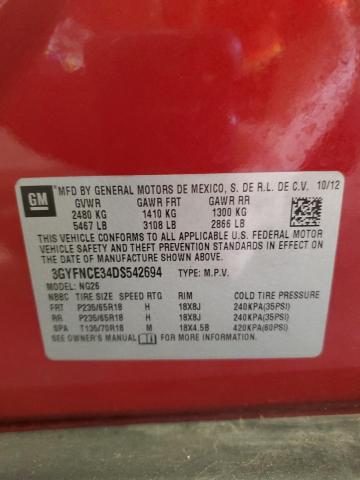 GM
MFD BY GENERAL MOTORS DE MEXICO, S. DE R.L. DE C.V. 10/12
GVWR GAWR FRT GAWR RR
2480 KG 1410 KG 1300 KG
5467 LB 3108 LB 2866 LB
THIS VEHICLE CONFORMS TO ALL APPLICABLE U.S. FEDERAL MOTOR
VEHICLE SAFETY AND THEFT PREVENTION STANDARDS IN EFFECT ON
THE DATE OF MANUFACTURE SHOWN ABOVE.
3GYFNCE34DS542694 TYPE: M.P.V.
MODEL: NG26
NBBC TIRE SIZE SPEED RTG RIM COLD TIRE PRESSURE
FRT P235/65R18 H 18X8J 240KPA(35PSI)
RR P235/65R18 H 18X8J 240KPA(35PSI)
SPA T135/70R18 M 18X4.5B 420KPA(60PSI)
SEE OWNER'S MANUAL FOR MORE INFORMATION.